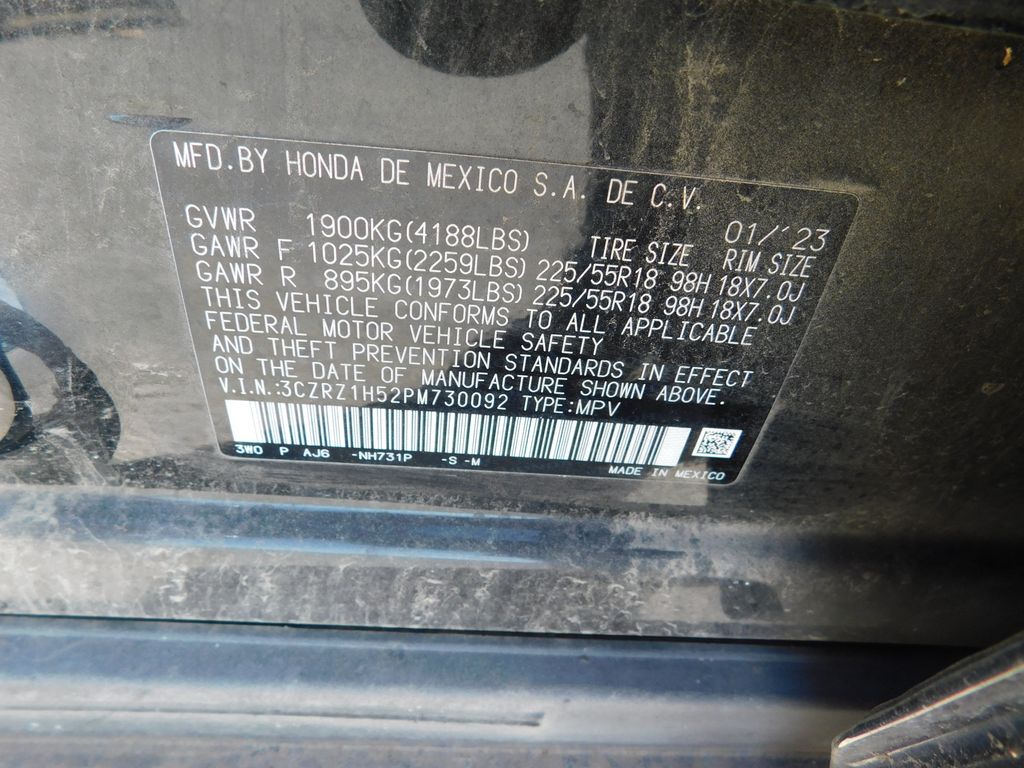 MFD.BY HONDA DE MEXICO S.A. DE C.V.
01/'23
GVWR 1900KG(4188LBS) TIRE SIZE RIM SIZE
GAWR F 1025KG(2259LBS) 225/55R18 98H 18X7.0J
GAWR R 895KG(1973LBS) 225/55R18 98H 18X7.0J
THIS VEHICLE CONFORMS TO ALL APPLICABLE
FEDERAL MOTOR VEHICLE SAFETY
AND THEFT PREVENTION STANDARDS IN EFFECT
ON THE DATE OF MANUFACTURE SHOWN ABOVE.
V.I.N.:3CZRZ1H52PM730092 TYPE:MPV
3W0 P AJ6 -NH731P -S -M MADE IN MEXICO